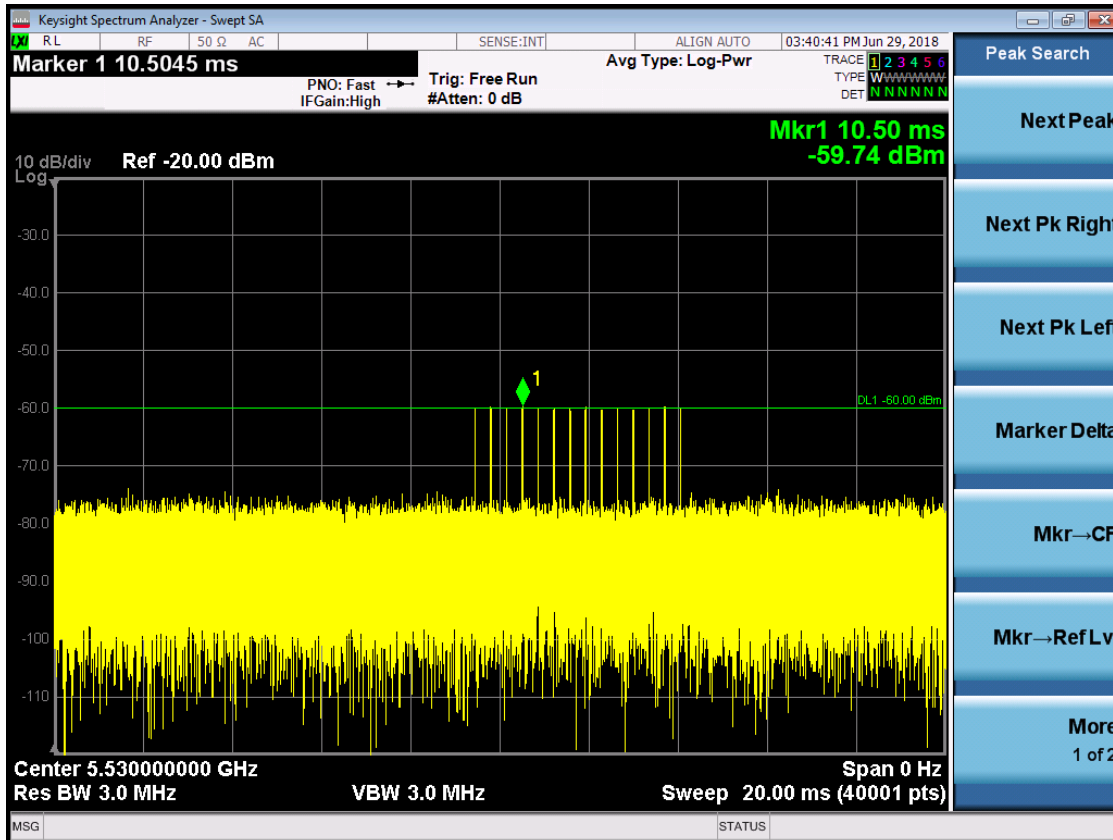 Keysight Spectrum Analyzer - Swept SA
LXI RL RF 50 Ω AC SENSE:INT ALIGN AUTO 03:40:41 PM Jun 29, 2018
Marker 1 10.5045 ms
PNO: Fast
IFGain:High
Trig: Free Run
#Atten: 0 dB
Avg Type: Log-Pwr
TRACE 1 2 3 4 5 6
TYPE WWWWWWW
DET N N N N N N
Mkr1 10.50 ms
-59.74 dBm
10 dB/div Ref -20.00 dBm
Log
-30.0
-40.0
-50.0
1
-60.0
DL1 -60.00 dBm
-70.0
-80.0
-90.0
-100
-110
Center 5.530000000 GHz Span 0 Hz
Res BW 3.0 MHz VBW 3.0 MHz Sweep 20.00 ms (40001 pts)
MSG STATUS
Peak Search
Next Peak
Next Pk Right
Next Pk Left
Marker Delta
Mkr→CF
Mkr→Ref Lv
More
1 of 2